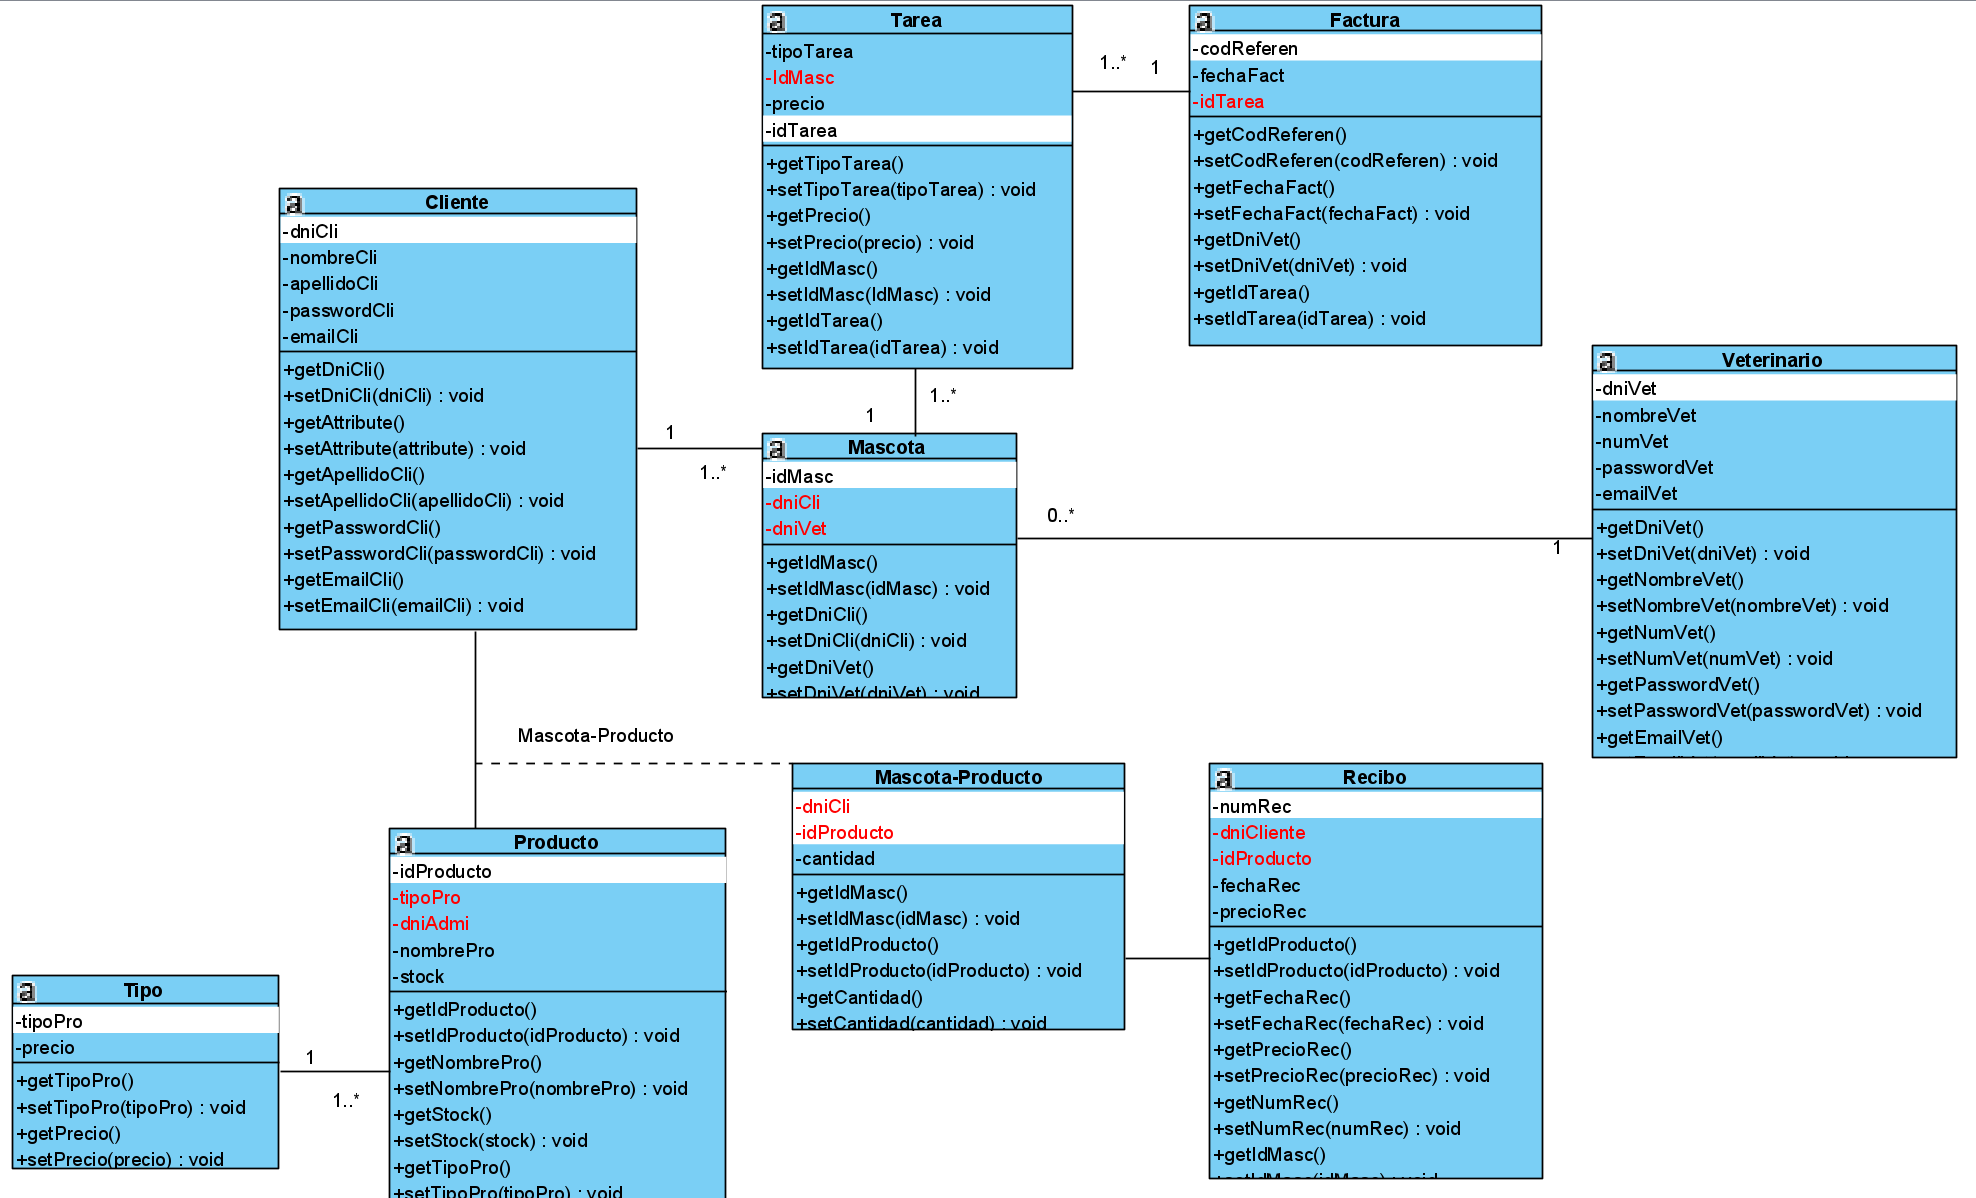 Tarea
-tipoTarea
-IdMasc
-precio
-idTarea
+getTipoTarea()
+setTipoTarea(tipoTarea) : void
+getPrecio()
+setPrecio(precio) : void
+getIdMasc()
+setIdMasc(IdMasc) : void
+getIdTarea()
+setIdTarea(idTarea) : void
1..*
1
Factura
-codReferen
-fechaFact
-idTarea
+getCodReferen()
+setCodReferen(codReferen) : void
+getFechaFact()
+setFechaFact(fechaFact) : void
+getDniVet()
+setDniVet(dniVet) : void
+getIdTarea()
+setIdTarea(idTarea) : void
Cliente
-dniCli
-nombreCli
-apellidoCli
-passwordCli
-emailCli
+getDniCli()
+setDniCli(dniCli) : void
+getAttribute()
+setAttribute(attribute) : void
+getApellidoCli()
+setApellidoCli(apellidoCli) : void
+getPasswordCli()
+setPasswordCli(passwordCli) : void
+getEmailCli()
+setEmailCli(emailCli) : void
1
1..*
1
1..*
Mascota
-idMasc
-dniCli
-dniVet
+getIdMasc()
+setIdMasc(idMasc) : void
+getDniCli()
+setDniCli(dniCli) : void
+getDniVet()
+setDniVet(dniVet) : void
0..*
1
Veterinario
-dniVet
-nombreVet
-numVet
-passwordVet
-emailVet
+getDniVet()
+setDniVet(dniVet) : void
+getNombreVet()
+setNombreVet(nombreVet) : void
+getNumVet()
+setNumVet(numVet) : void
+getPasswordVet()
+setPasswordVet(passwordVet) : void
+getEmailVet()
Mascota-Producto
Mascota-Producto
-dniCli
-idProducto
-cantidad
+getIdMasc()
+setIdMasc(idMasc) : void
+getIdProducto()
+setIdProducto(idProducto) : void
+getCantidad()
+setCantidad(cantidad) : void
Recibo
-numRec
-dniCliente
-idProducto
-fechaRec
-precioRec
+getIdProducto()
+setIdProducto(idProducto) : void
+getFechaRec()
+setFechaRec(fechaRec) : void
+getPrecioRec()
+setPrecioRec(precioRec) : void
+getNumRec()
+setNumRec(numRec) : void
+getIdMasc()
Producto
-idProducto
-tipoPro
-dniAdmi
-nombrePro
-stock
+getIdProducto()
+setIdProducto(idProducto) : void
+getNombrePro()
+setNombrePro(nombrePro) : void
+getStock()
+setStock(stock) : void
+getTipoPro()
+setTipoPro(tipoPro) : void
Tipo
-tipoPro
-precio
+getTipoPro()
+setTipoPro(tipoPro) : void
+getPrecio()
+setPrecio(precio) : void
1
1..*